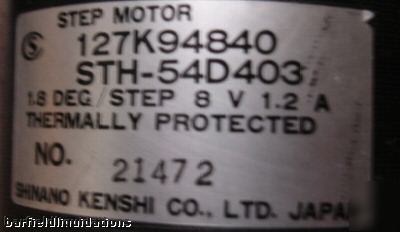 STEP MOTOR
127K94840
STH-54D403
1.8 DEG/STEP 8 V 1.2 A
THERMALLY PROTECTED
NO. 21472
SHINANO KENSHI CO., LTD. JAPAN
barfieldliquidations